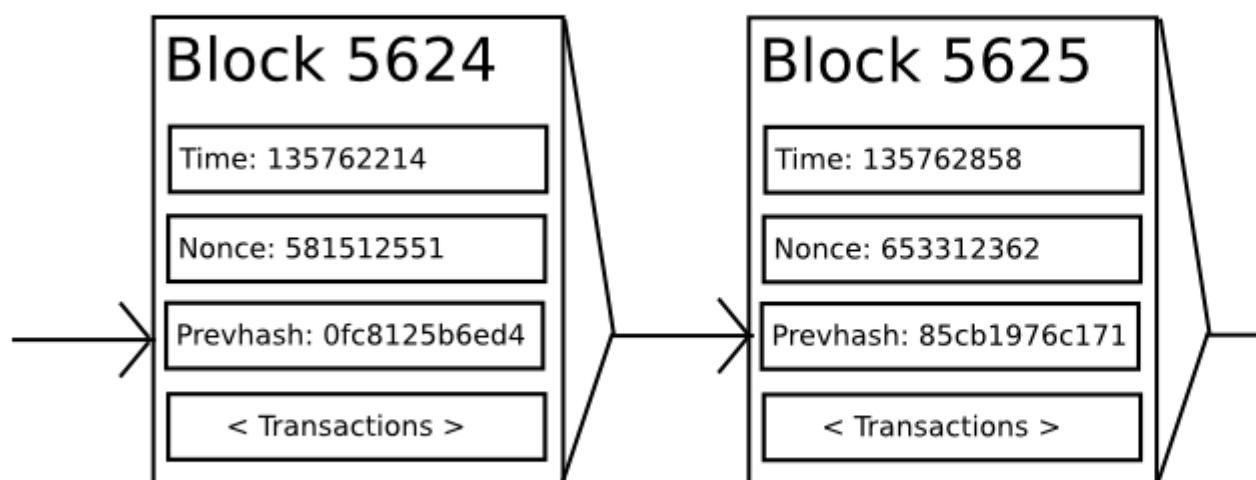 Block 5624
Time: 135762214
Nonce: 581512551
Prevhash: 0fc8125b6ed4
< Transactions >
Block 5625
Time: 135762858
Nonce: 653312362
Prevhash: 85cb1976c171
< Transactions >